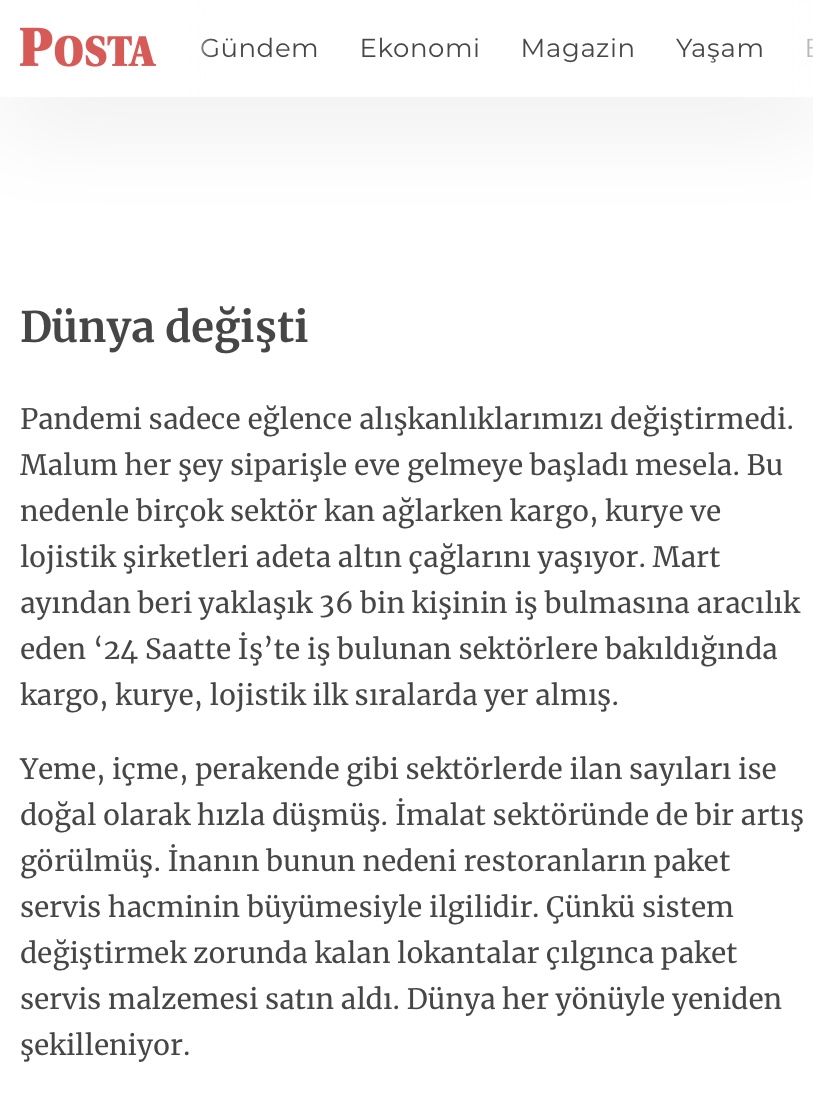 POSTA Gündem Ekonomi Magazin Yaşam
Dünya değişti
Pandemi sadece eğlence alışkanlıklarımızı değiştirmedi.
Malum her şey siparişle eve gelmeye başladı mesela. Bu
nedenle birçok sektör kan ağlarken kargo, kurye ve
lojistik şirketleri adeta altın çağlarını yaşıyor. Mart
ayından beri yaklaşık 36 bin kişinin iş bulmasına aracılık
eden ‘24 Saatte İş’te iş bulunan sektörlere bakıldığında
kargo, kurye, lojistik ilk sıralarda yer almış.
Yeme, içme, perakende gibi sektörlerde ilan sayıları ise
doğal olarak hızla düşmüş. İmalat sektöründe de bir artış
görülmüş. İnanın bunun nedeni restoranların paket
servis hacminin büyümesiyle ilgilidir. Çünkü sistem
değiştirmek zorunda kalan lokantalar çılgınca paket
servis malzemesi satın aldı. Dünya her yönüyle yeniden
şekilleniyor.